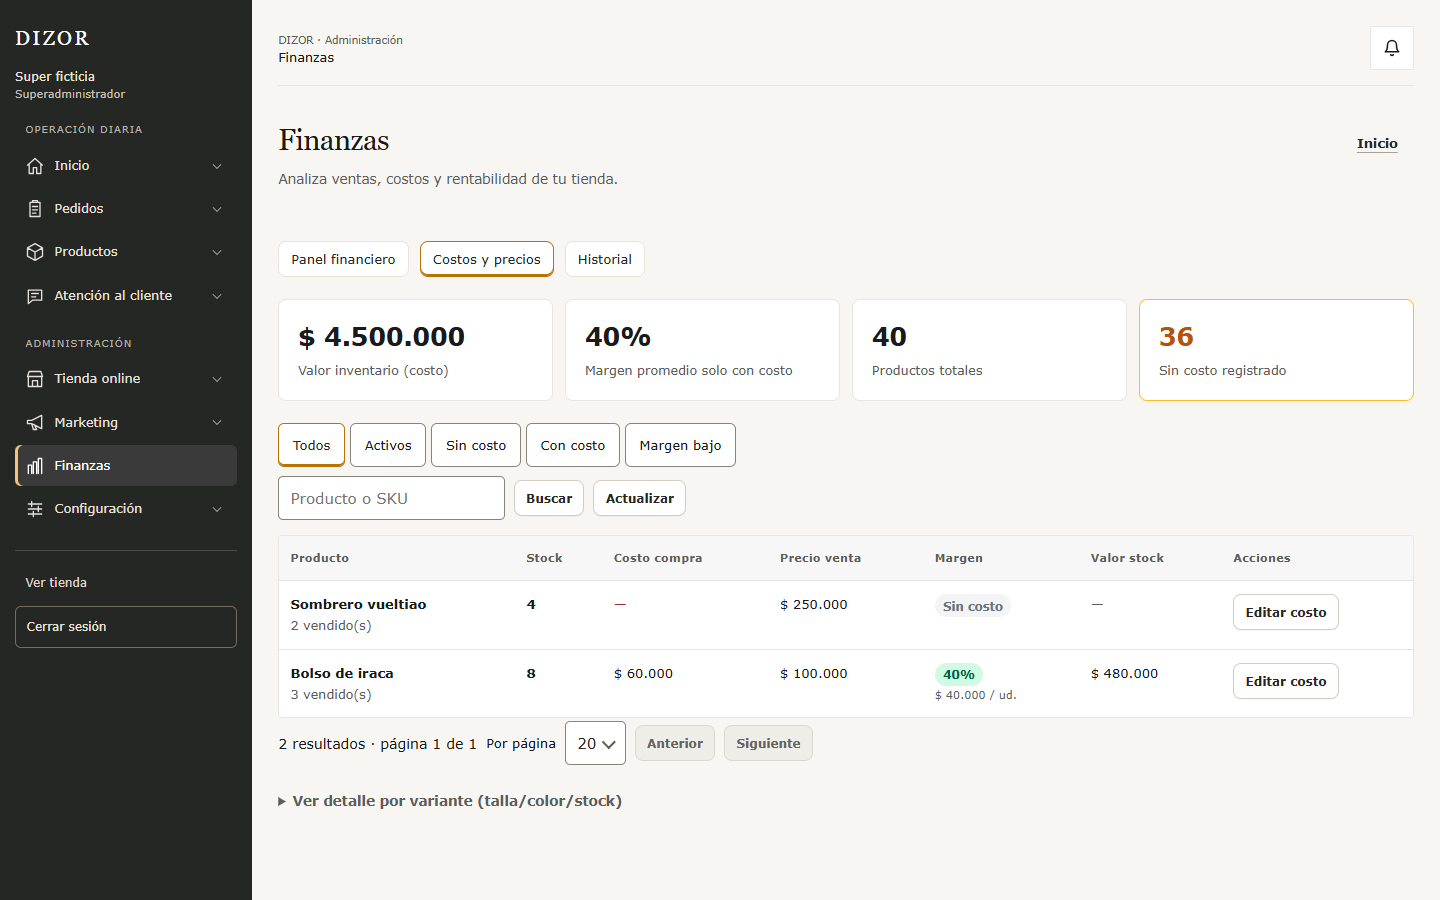 DIZOR
Super ficticia
Superadministrador
OPERACIÓN DIARIA
Inicio
Pedidos
Productos
Atención al cliente
ADMINISTRACIÓN
Tienda online
Marketing
Finanzas
Configuración
Ver tienda
Cerrar sesión
DIZOR · Administración
Finanzas
Finanzas
Inicio
Analiza ventas, costos y rentabilidad de tu tienda.
Panel financiero
Costos y precios
Historial
$ 4.500.000
Valor inventario (costo)
40%
Margen promedio solo con costo
40
Productos totales
36
Sin costo registrado
Todos
Activos
Sin costo
Con costo
Margen bajo
Producto o SKU
Buscar
Actualizar
Producto Stock Costo compra Precio venta Margen Valor stock Acciones
Sombrero vueltiao 4 — $ 250.000 Sin costo — Editar costo
2 vendido(s)
Bolso de iraca 8 $ 60.000 $ 100.000 40% $ 480.000 Editar costo
3 vendido(s) $ 40.000 / ud.
2 resultados · página 1 de 1 Por página 20 Anterior Siguiente
Ver detalle por variante (talla/color/stock)